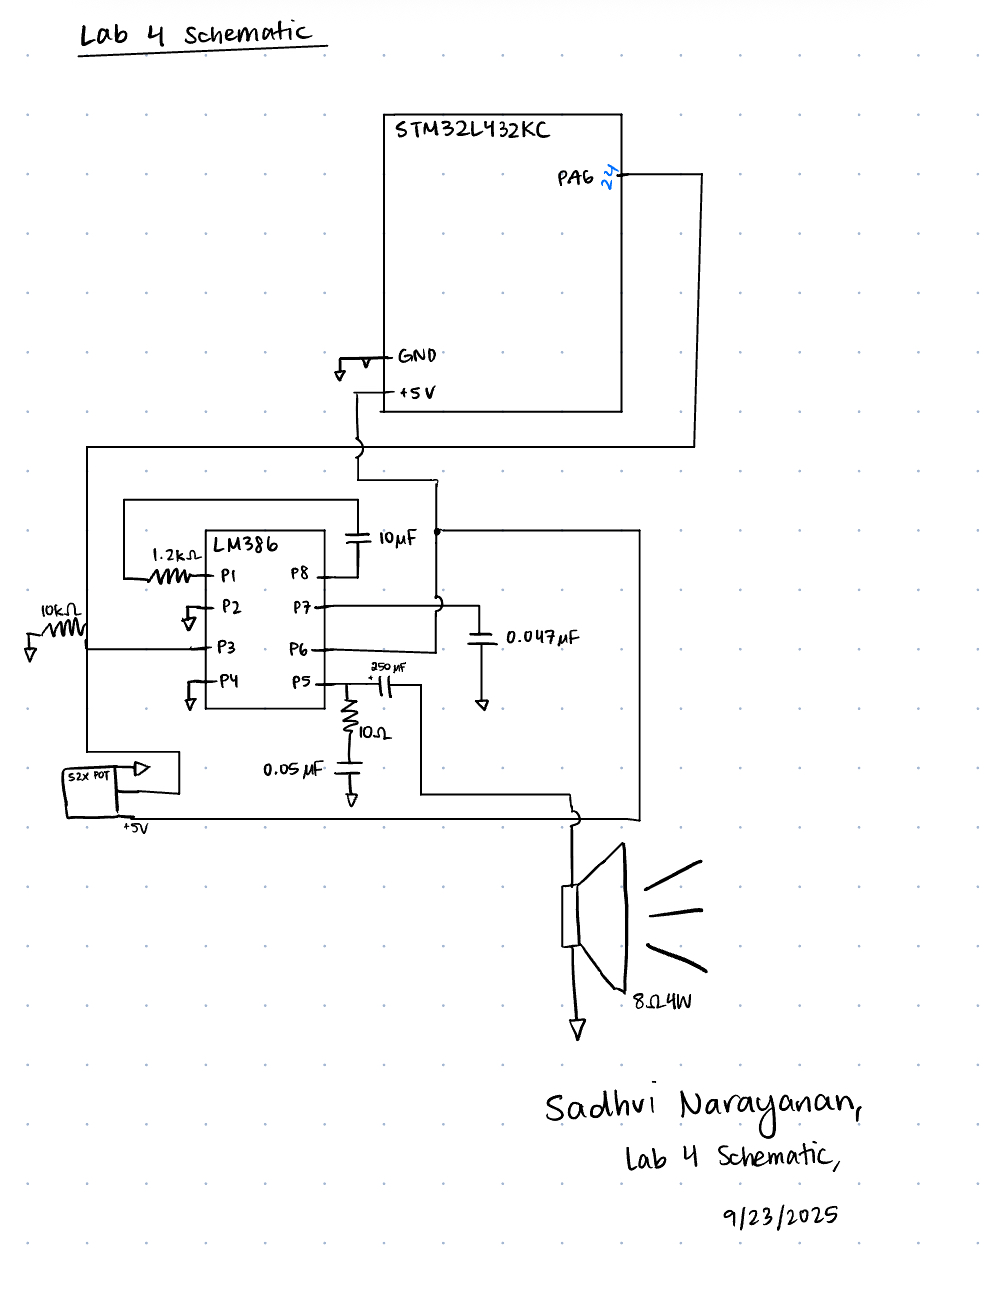 Lab 4 Schematic
STM32L432KC
PA6 24
GND
+5V
10µF
LM386
1.2kΩ
P1
P8
10kΩ
P2
P7
0.047µF
P3
P6
250µF
+
P4
P5
10Ω
0.05µF
52X POT
+5V
8Ω4W
Sadhvi Narayanan,
Lab 4 Schematic,
9/23/2025